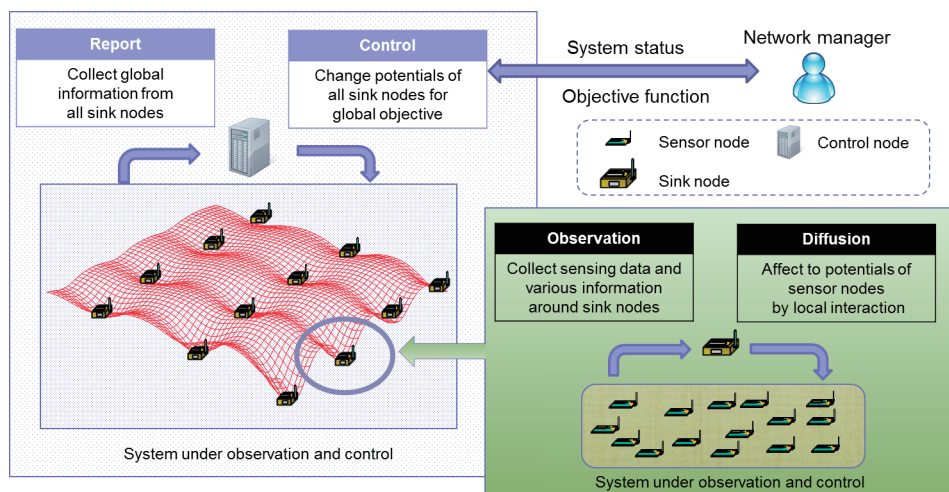 Report
Collect global
information from
all sink nodes
Control
Change potentials of
all sink nodes for
global objective
System status
Objective function
Network manager
Sensor node
Control node
Sink node
System under observation and control
Observation
Collect sensing data and
various information
around sink nodes
Diffusion
Affect to potentials of
sensor nodes
by local interaction
System under observation and control